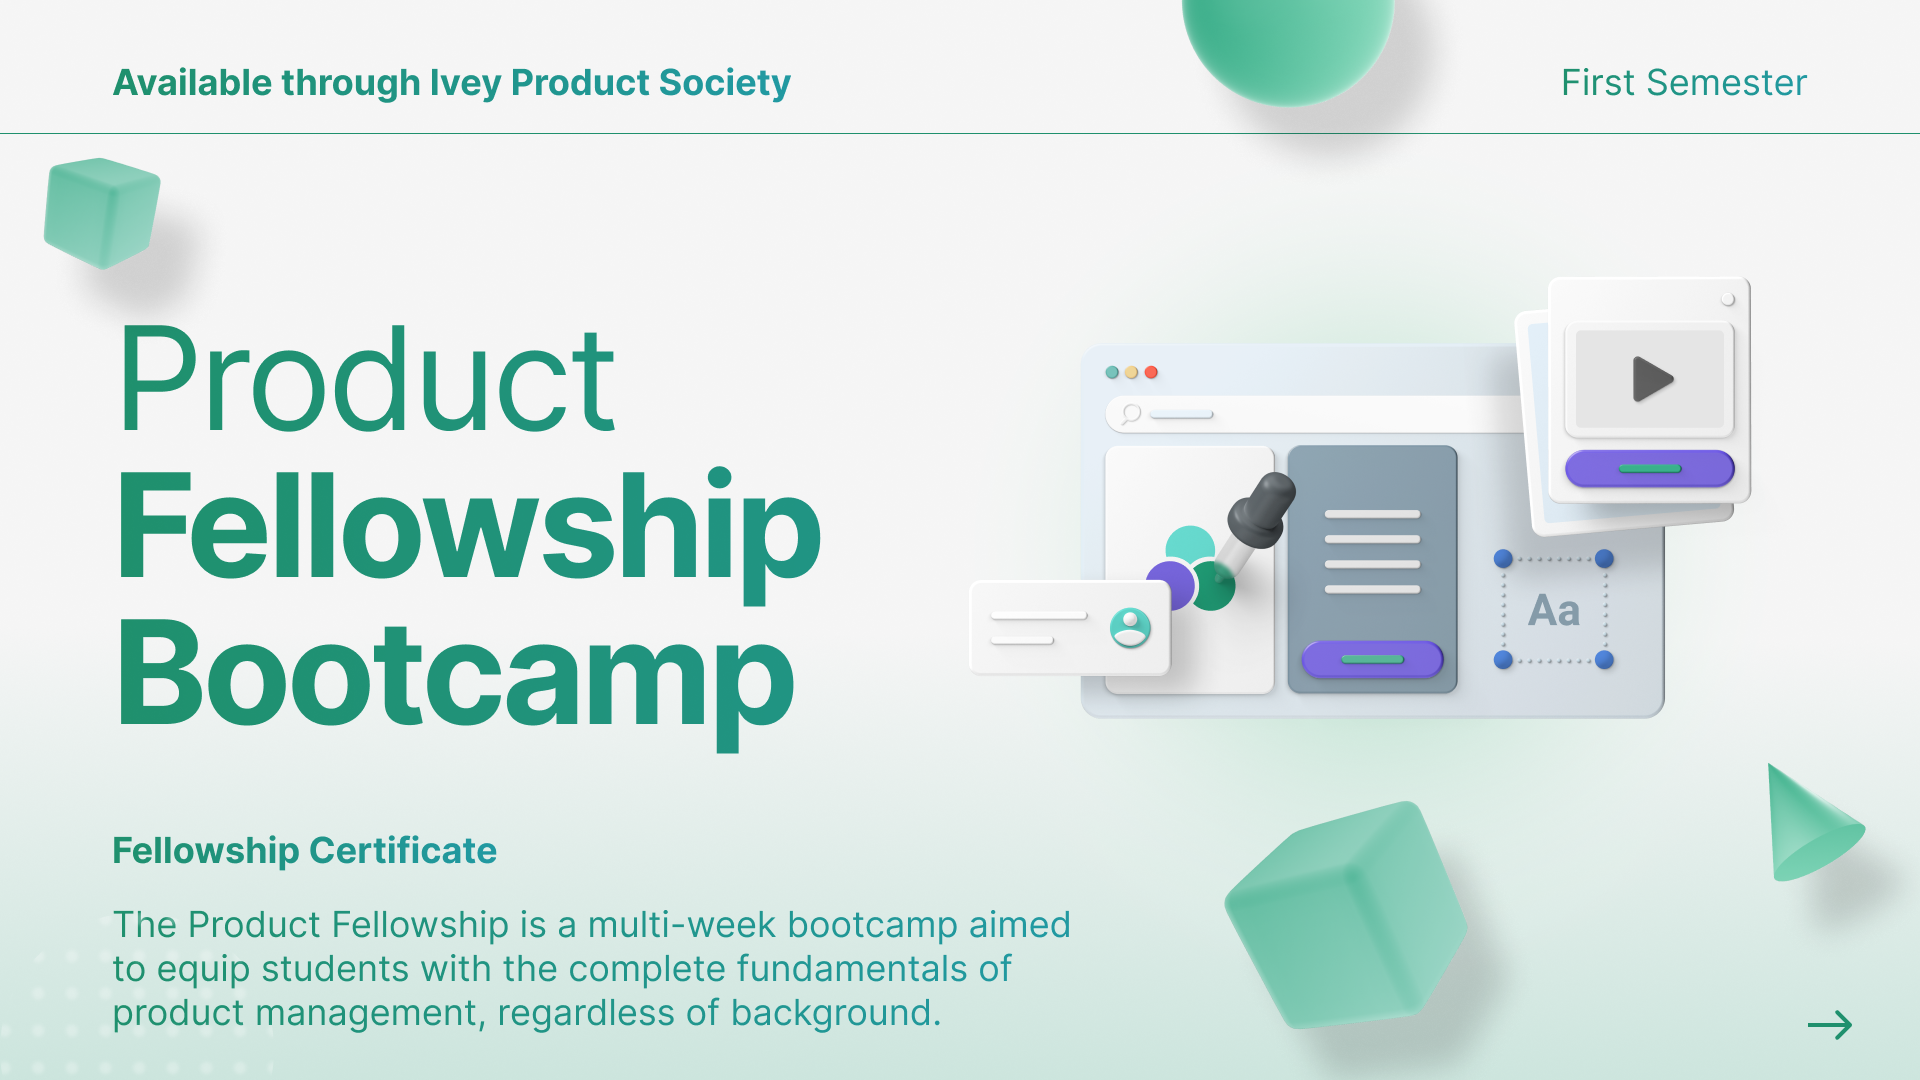 Available through Ivey Product Society
First Semester
Product
Fellowship
Bootcamp
Aa
Fellowship Certificate
The Product Fellowship is a multi-week bootcamp aimed
to equip students with the complete fundamentals of
product management, regardless of background.